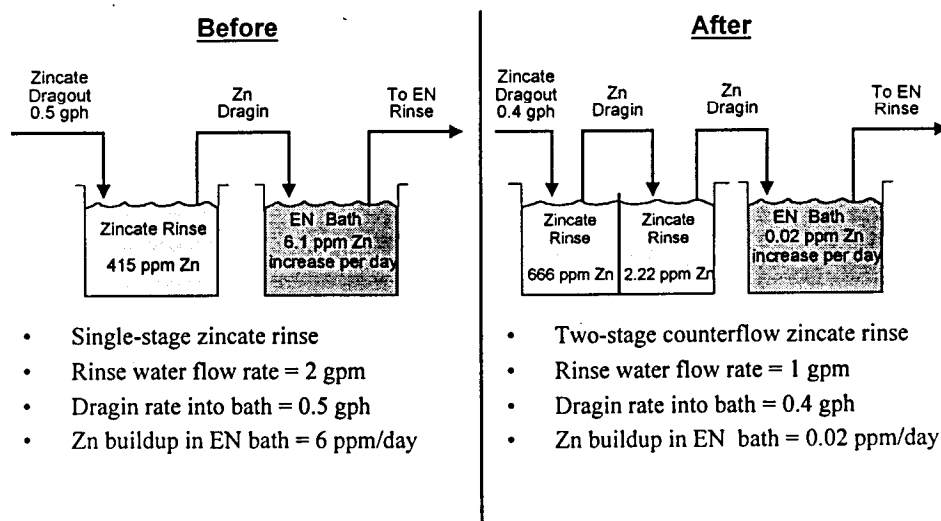 Before
Zincate
Dragout
0.5 gph
Zn
Dragin
To EN
Rinse
Zincate Rinse
415 ppm Zn
EN Bath
6.1 ppm Zn
increase per day
• Single-stage zincate rinse
• Rinse water flow rate = 2 gpm
• Dragin rate into bath = 0.5 gph
• Zn buildup in EN bath = 6 ppm/day
After
Zincate
Dragout
0.4 gph
Zn
Dragin
Zn
Dragin
To EN
Rinse
Zincate
Rinse
666 ppm Zn
Zincate
Rinse
2.22 ppm Zn
EN Bath
0.02 ppm Zn
increase per day
• Two-stage counterflow zincate rinse
• Rinse water flow rate = 1 gpm
• Dragin rate into bath = 0.4 gph
• Zn buildup in EN bath = 0.02 ppm/day